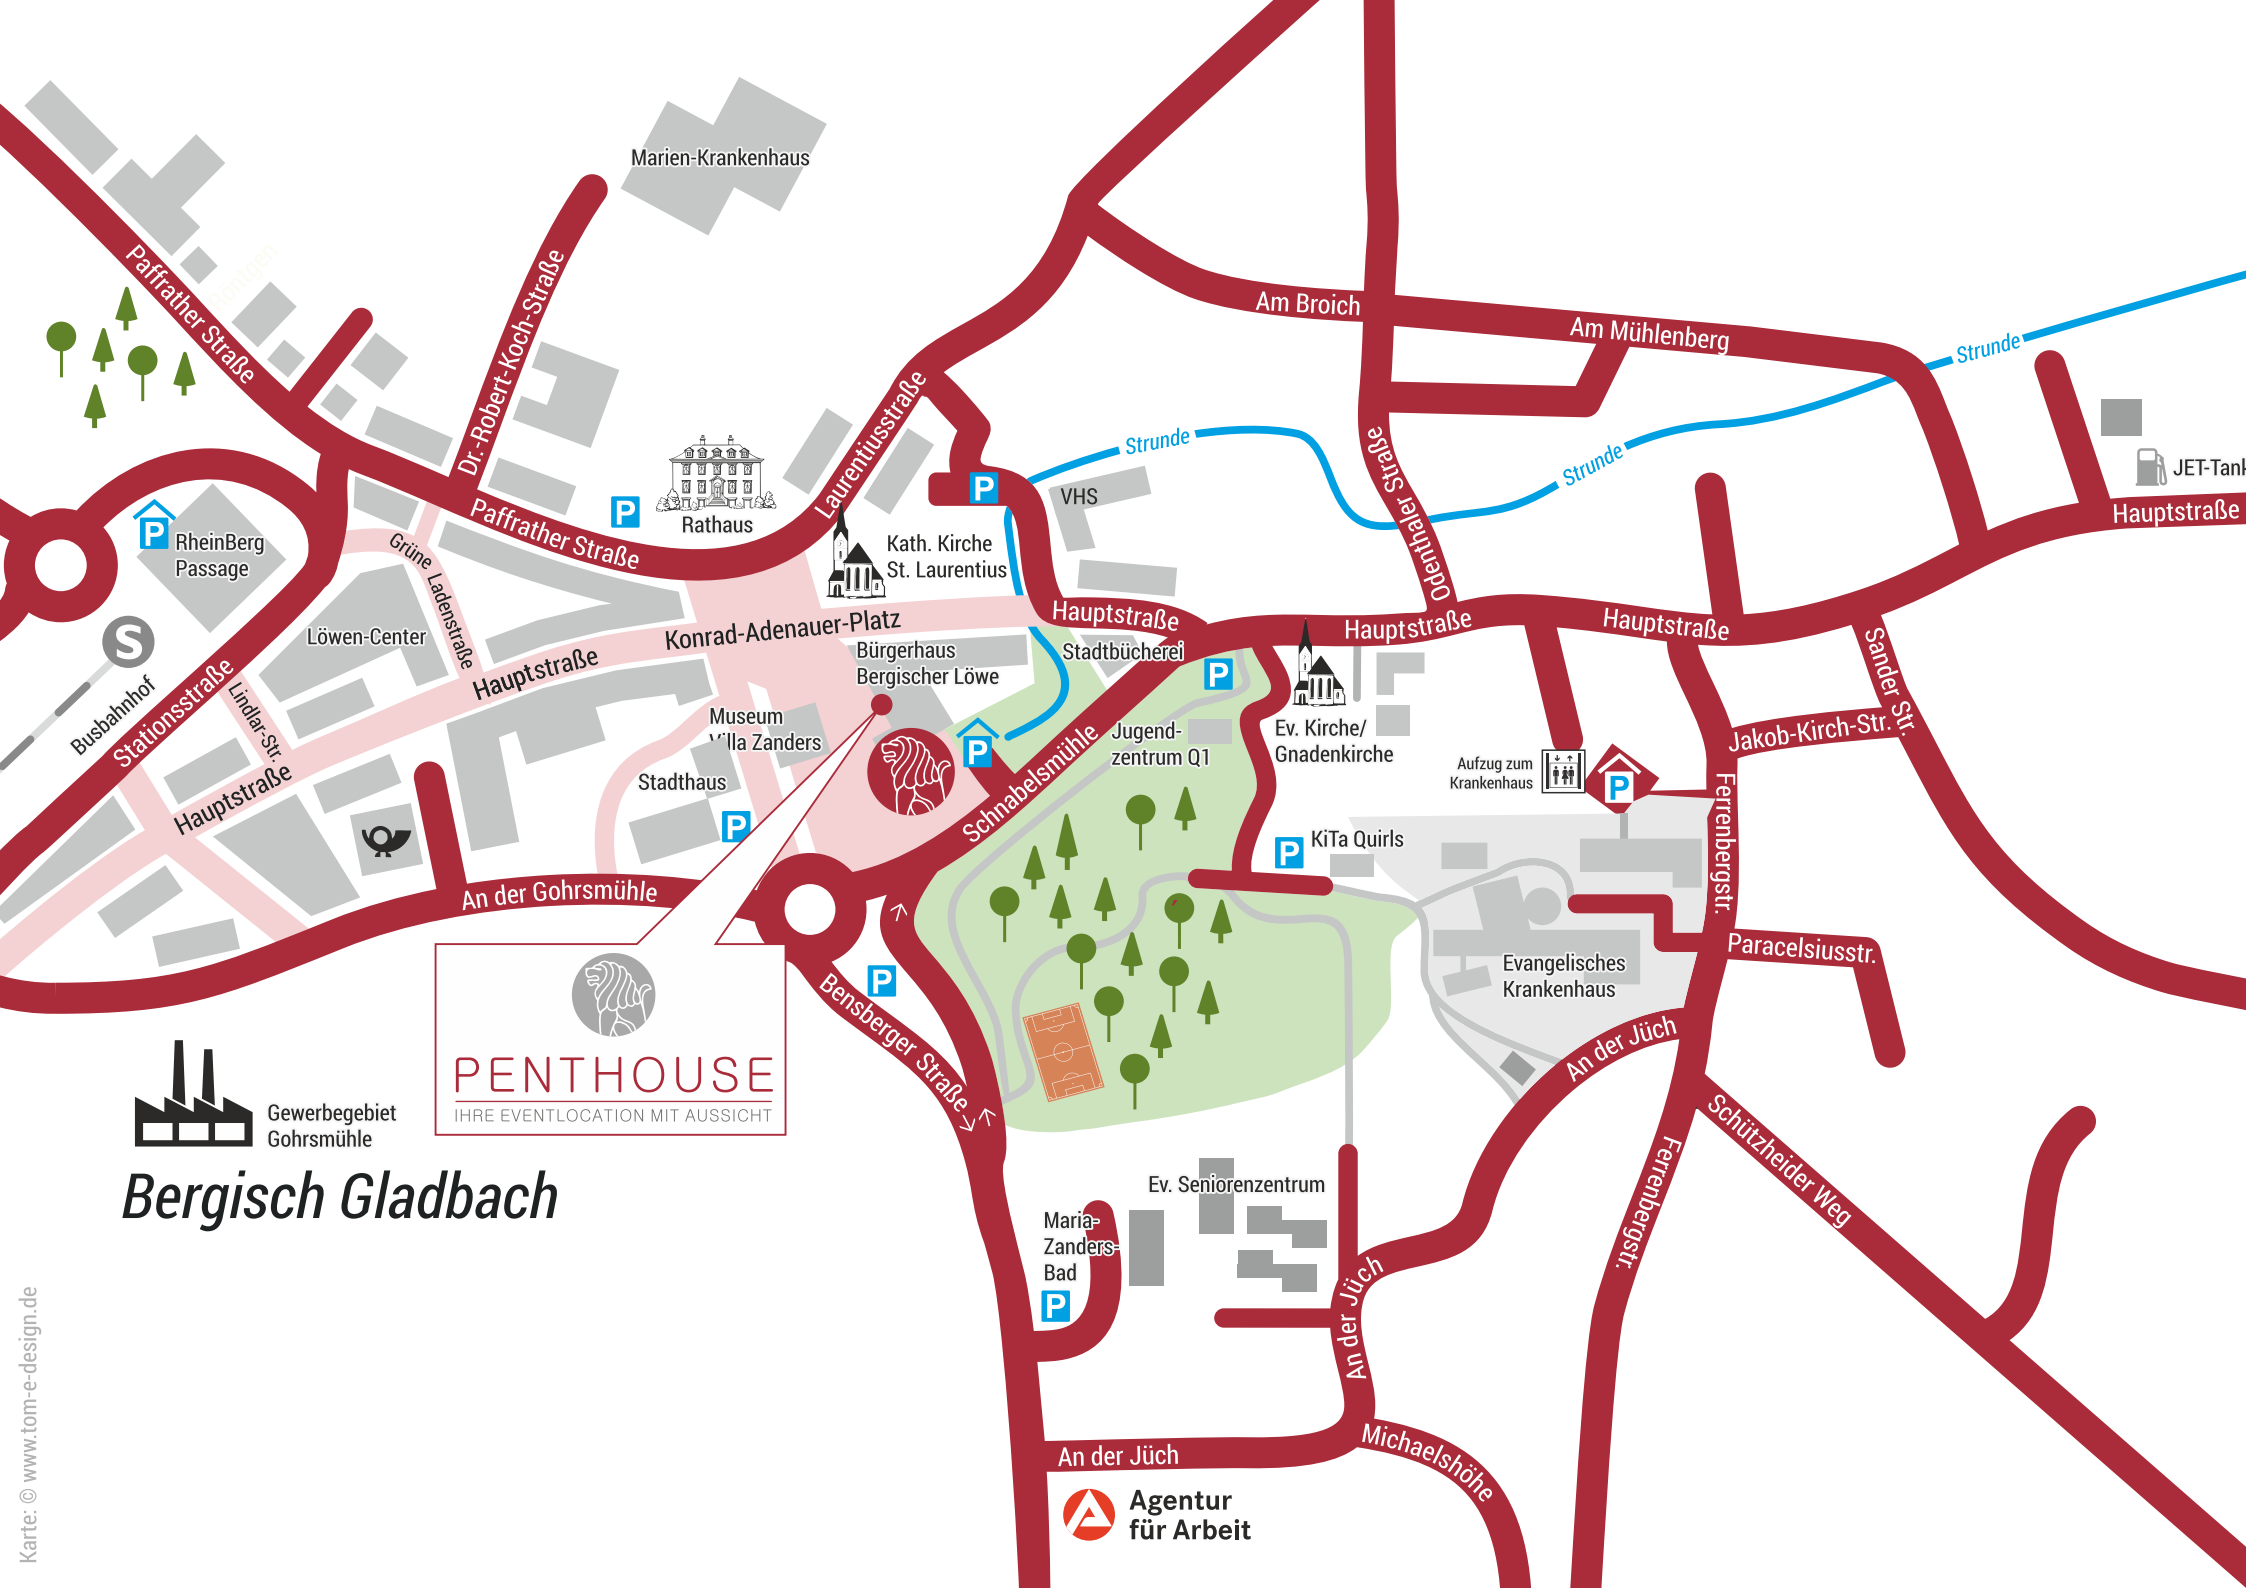 Marien-Krankenhaus
Röntgen
Paffrather Straße
Dr.-Robert-Koch-Straße
Am Broich
Am Mühlenberg
Strunde
Strunde
Strunde
JET-Tank
Hauptstraße
Laurentiusstraße
Odenthaler Straße
P
VHS
P
Rathaus
Paffrather Straße
P
RheinBerg
Passage
Grüne Ladenstraße
Kath. Kirche
St. Laurentius
Hauptstraße
Hauptstraße
Hauptstraße
Konrad-Adenauer-Platz
S
Busbahnhof
Löwen-Center
Hauptstraße
Bürgerhaus
Bergischer Löwe
Stadtbücherei
P
Sander Str.
Stationsstraße
Lindlar-Str.
Museum
Villa Zanders
P
Jugend-
zentrum Q1
Ev. Kirche/
Gnadenkirche
Jakob-Kirch-Str.
Aufzug zum
Krankenhaus
P
Hauptstraße
Stadthaus
P
Schnabelsmühle
P
KiTa Quirls
Ferrenbergstr.
An der Gohrsmühle
Paracelsiusstr.
Evangelisches
Krankenhaus
P
Bensberger Straße
An der Jüch
PENTHOUSE
IHRE EVENTLOCATION MIT AUSSICHT
Gewerbegebiet
Gohrsmühle
Bergisch Gladbach
Schützheider Weg
Ferrenbergstr.
Ev. Seniorenzentrum
Maria-
Zanders-
Bad
P
An der Jüch
An der Jüch
Michaelshöhe
Agentur
für Arbeit
Karte: © www.tom-e-design.de